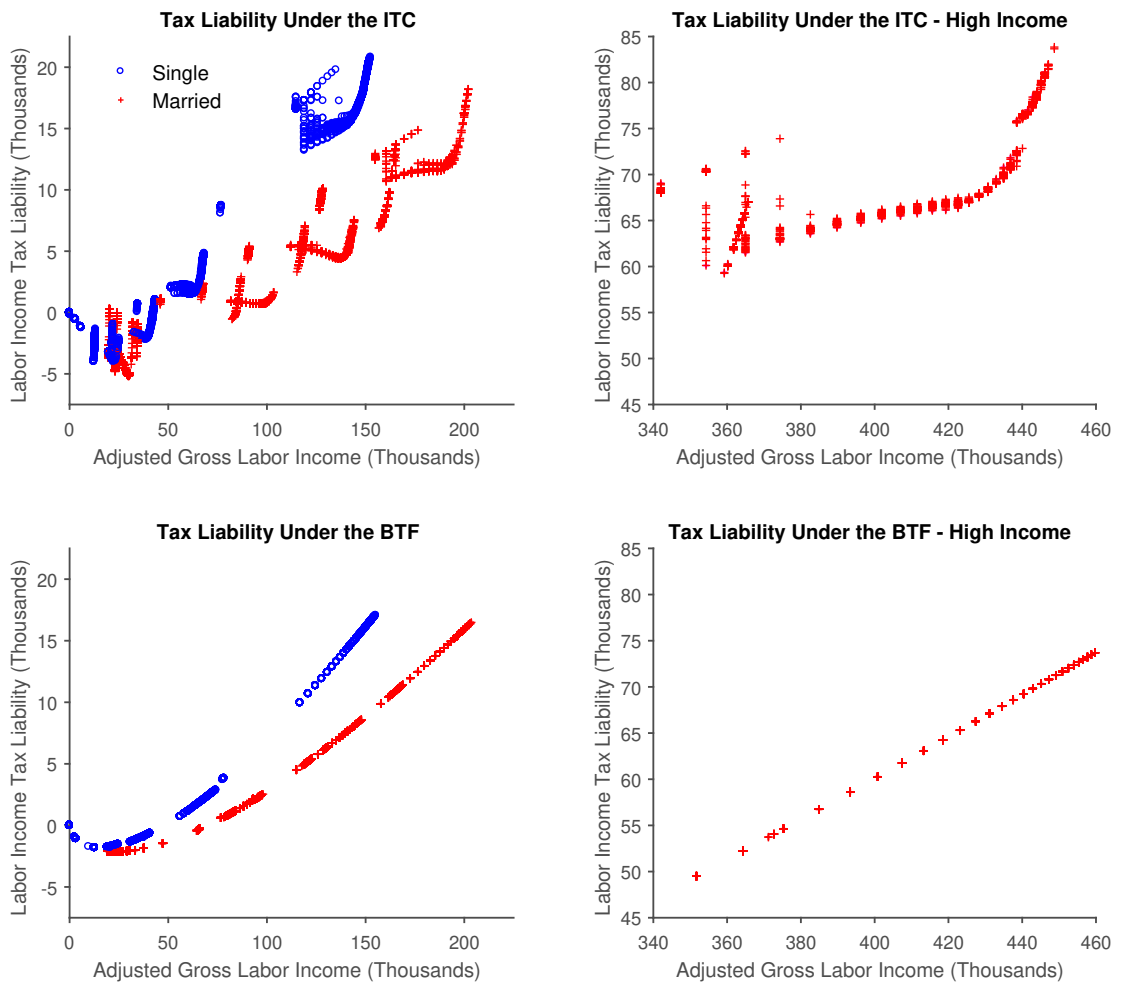 Tax Liability Under the ITC
Labor Income Tax Liability (Thousands)
20
15
10
5
0
-5
Single
Married
0 50 100 150 200
Adjusted Gross Labor Income (Thousands)
Tax Liability Under the ITC - High Income
Labor Income Tax Liability (Thousands)
85
80
75
70
65
60
55
50
45
340 360 380 400 420 440 460
Adjusted Gross Labor Income (Thousands)
Tax Liability Under the BTF
Labor Income Tax Liability (Thousands)
20
15
10
5
0
-5
0 50 100 150 200
Adjusted Gross Labor Income (Thousands)
Tax Liability Under the BTF - High Income
Labor Income Tax Liability (Thousands)
85
80
75
70
65
60
55
50
45
340 360 380 400 420 440 460
Adjusted Gross Labor Income (Thousands)